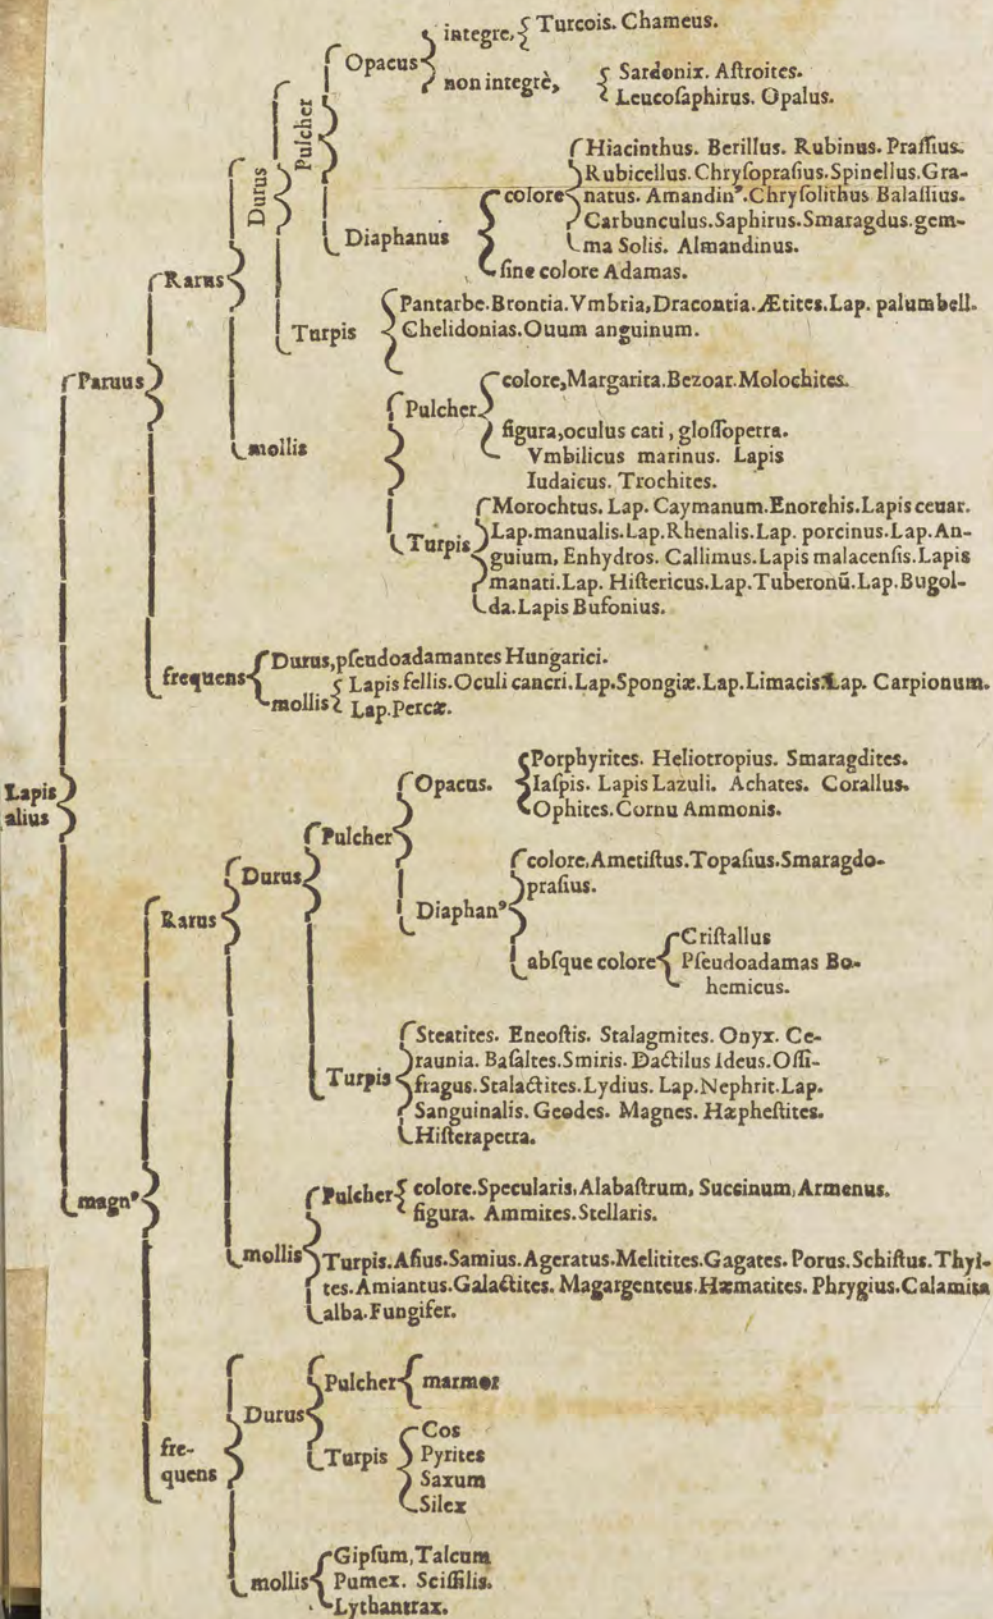 integre, Turcois. Chameus.
Opacus
non integrè, Sardonix. Aſtroites.
Leucoſaphirus. Opalus.
Pulcher
Durus
Hiacinthus. Berillus. Rubinus. Praſſius.
Rubicellus. Chryſopraſius. Spinellus. Gra-
colore natus. Amandinꝰ. Chryſolithus Balaſſius.
Carbunculus. Saphirus. Smaragdus. gem-
Diaphanus
ma Solis. Almandinus.
ſine colore Adamas.
Rarus
Pantarbe. Brontia. Vmbria, Dracontia. Ætites. Lap. palumbell.
Turpis Chelidonias. Ouum anguinum.
Paruus
colore, Margarita. Bezoar. Molochites.
Pulcher
figura, oculus cati, gloſſopetra.
mollis
Vmbilicus marinus. Lapis
Iudaicus. Trochites.
Morochtus. Lap. Caymanum. Enorchis. Lapis ceuar.
Lap. manualis. Lap. Rhenalis. Lap. porcinus. Lap. An-
Turpis
guium, Enhydros. Callimus. Lapis malacenſis. Lapis
manati. Lap. Hiſtericus. Lap. Tuberonū. Lap. Bugol-
da. Lapis Bufonius.
Durus, pſeudoadamantes Hungarici.
frequens
Lapis fellis. Oculi cancri. Lap. Spongiæ. Lap. Limacis. Lap. Carpionum.
mollis Lap. Percæ.
Lapis
alius
Porphyrites. Heliotropius. Smaragdites.
Opacus. Iaſpis. Lapis Lazuli. Achates. Corallus.
Ophites. Cornu Ammonis.
Pulcher
colore. Ametiſtus. Topaſius. Smaragdo-
Durus
praſius.
Diaphanꝰ
Rarus
Criſtallus
abſque colore Pſeudoadamas Bo-
hemicus.
Steatites. Eneoſtis. Stalagmites. Onyx. Ce-
raunia. Baſaltes. Smiris. Dactilus Ideus. Oſſi-
Turpis fragus. Stalactites. Lydius. Lap. Nephrit. Lap.
Sanguinalis. Geodes. Magnes. Hæpheſtites.
Hiſterapetra.
magnꝰ
Pulcher colore. Specularis, Alabaſtrum, Succinum, Armenus.
figura. Ammites. Stellaris.
mollis Turpis. Aſius. Samius. Ageratus. Melitites. Gagates. Porus. Schiſtus. Thyi-
tes. Amiantus. Galactites. Magargenteus. Hæmatites. Phrygius. Calamita
alba. Fungifer.
Pulcher marmor
Durus
Turpis Cos
Pyrites
Saxum
Silex
fre-
quens
Gipſum, Talcum
mollis Pumex. Sciſſilis.
Lythantrax.